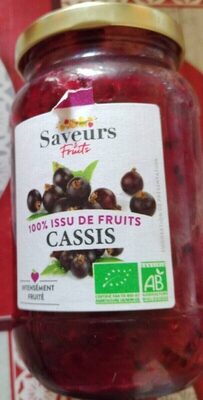 Saveurs
& Fruits
100% ISSU DE FRUITS
CASSIS
INTENSÉMENT
FRUITÉ
AB